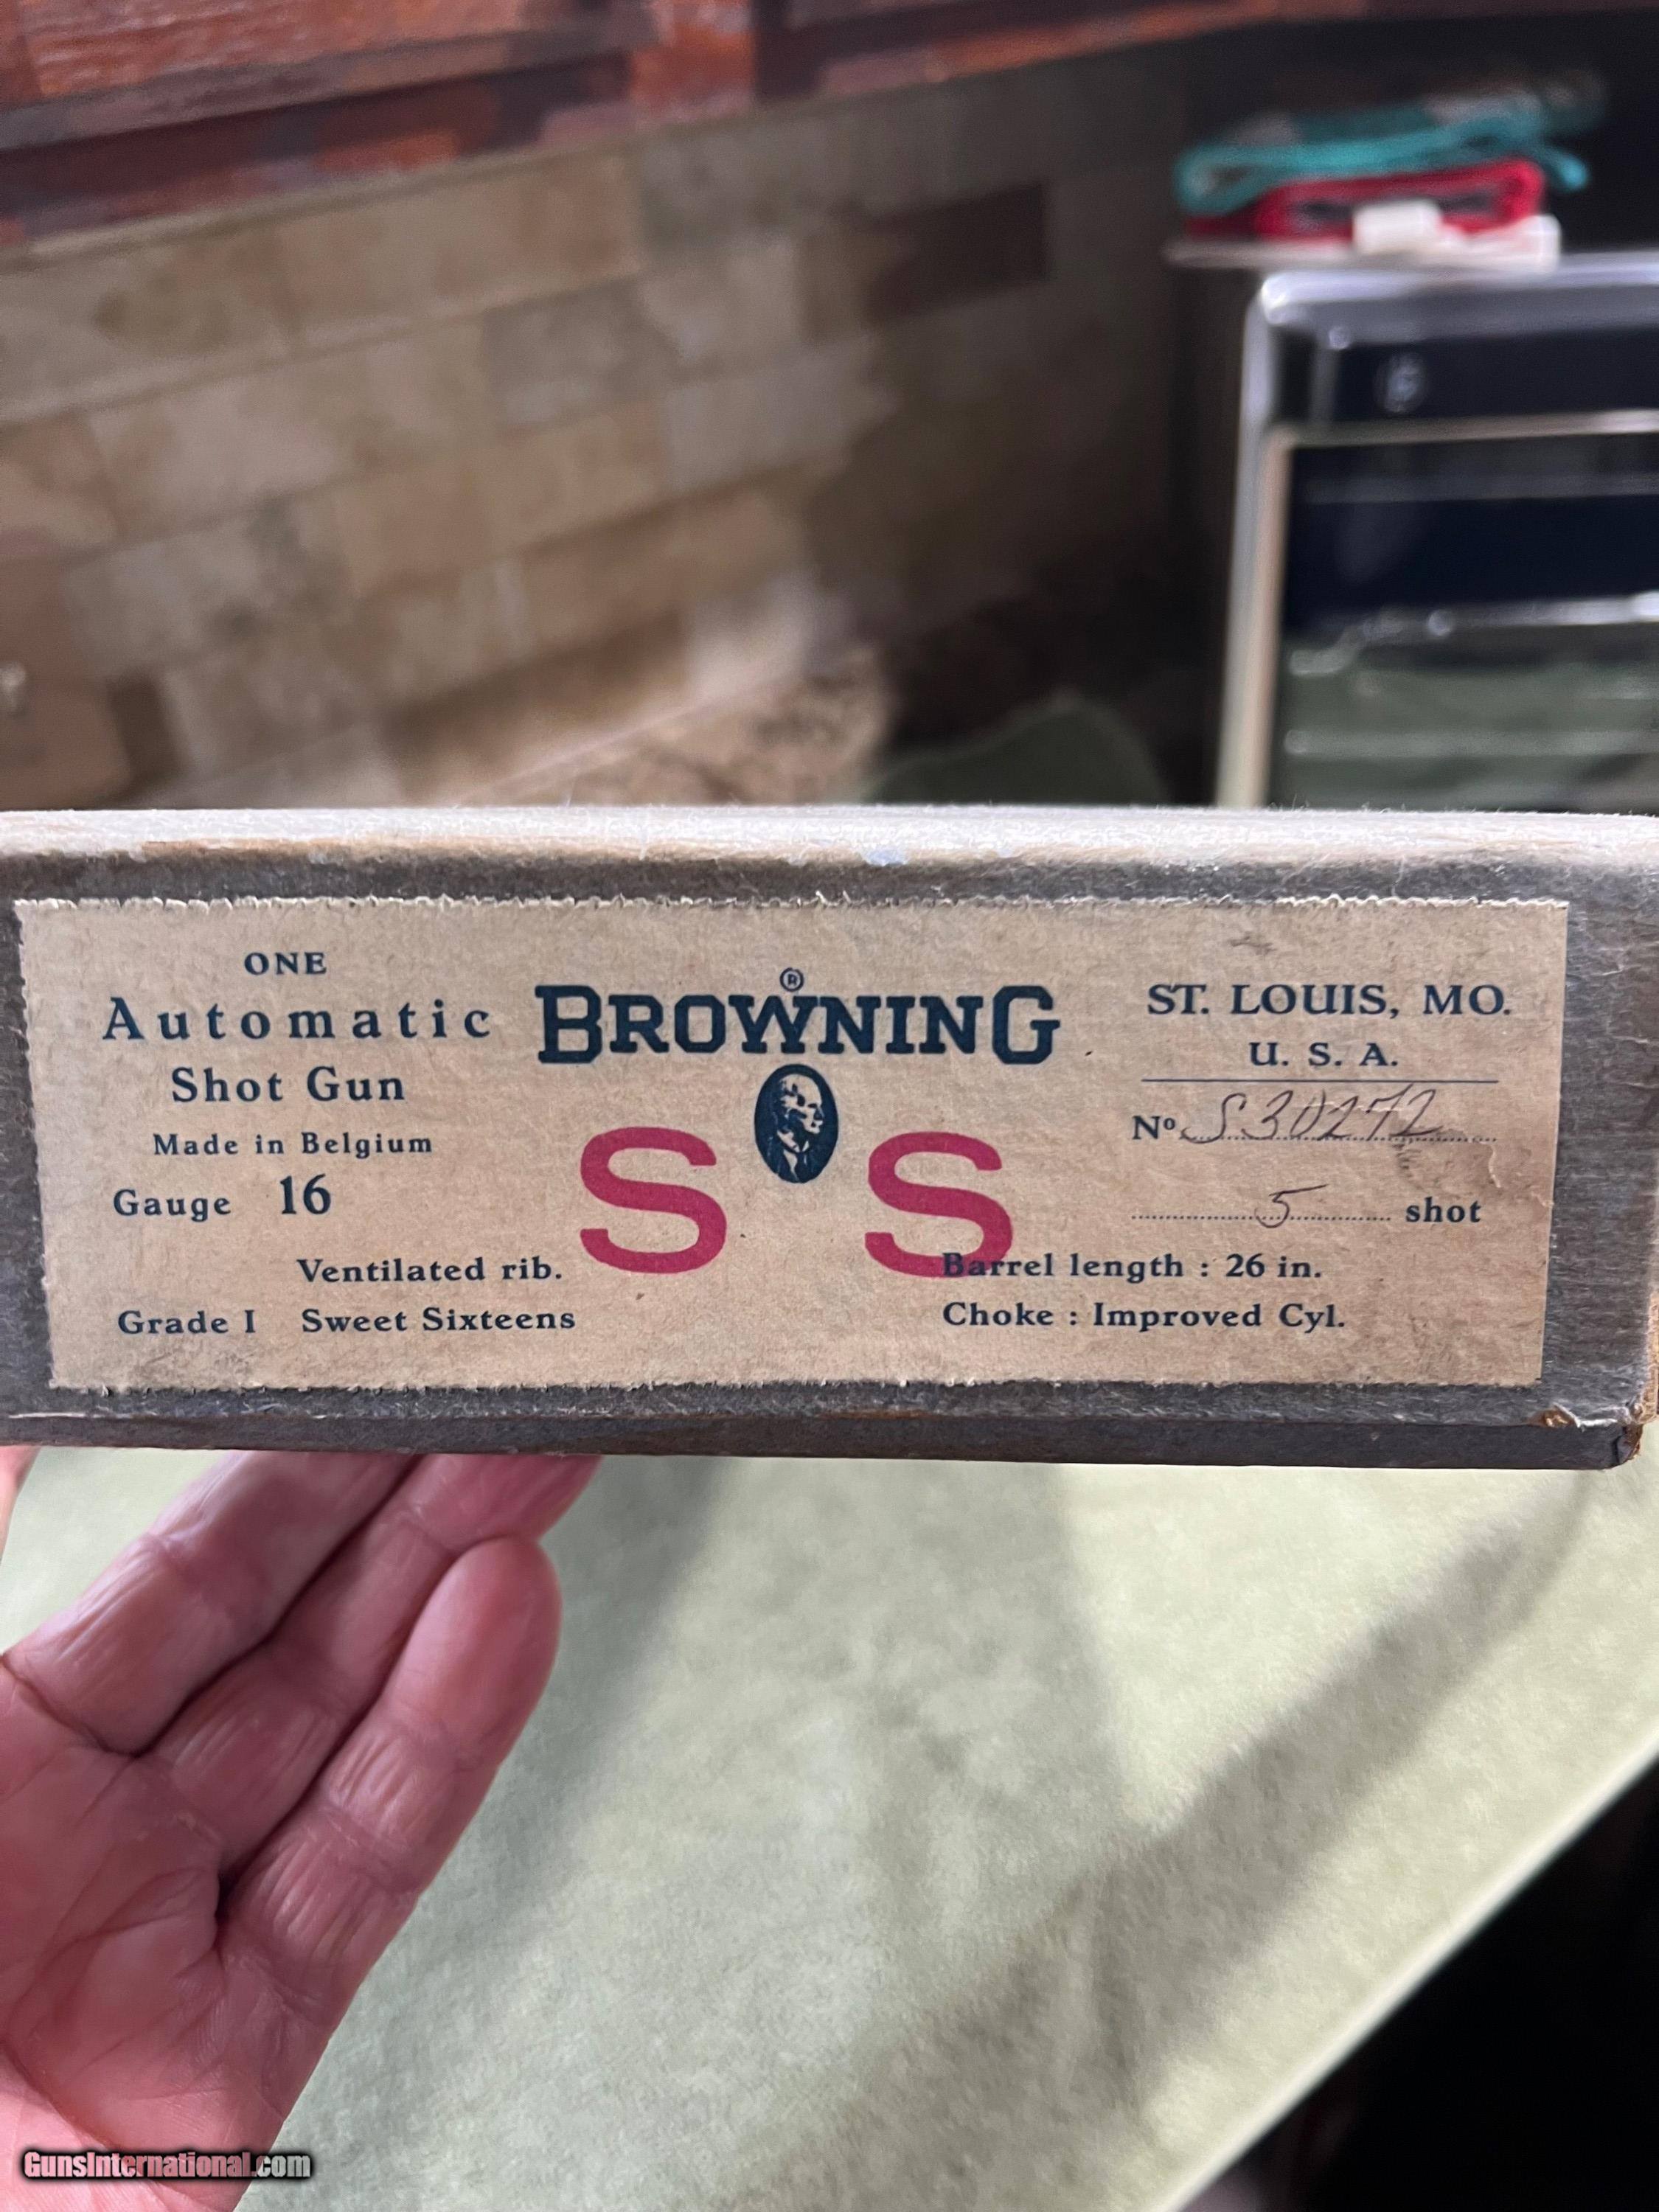 ONE
Automatic
Shot Gun
Made in Belgium
Gauge 16
Ventilated rib.
Grade I Sweet Sixteens
BROWNING ®
S S
ST. LOUIS, MO.
U. S. A.
Nº S30272
5 shot
Barrel length : 26 in.
Choke : Improved Cyl.
GunsInternational.com